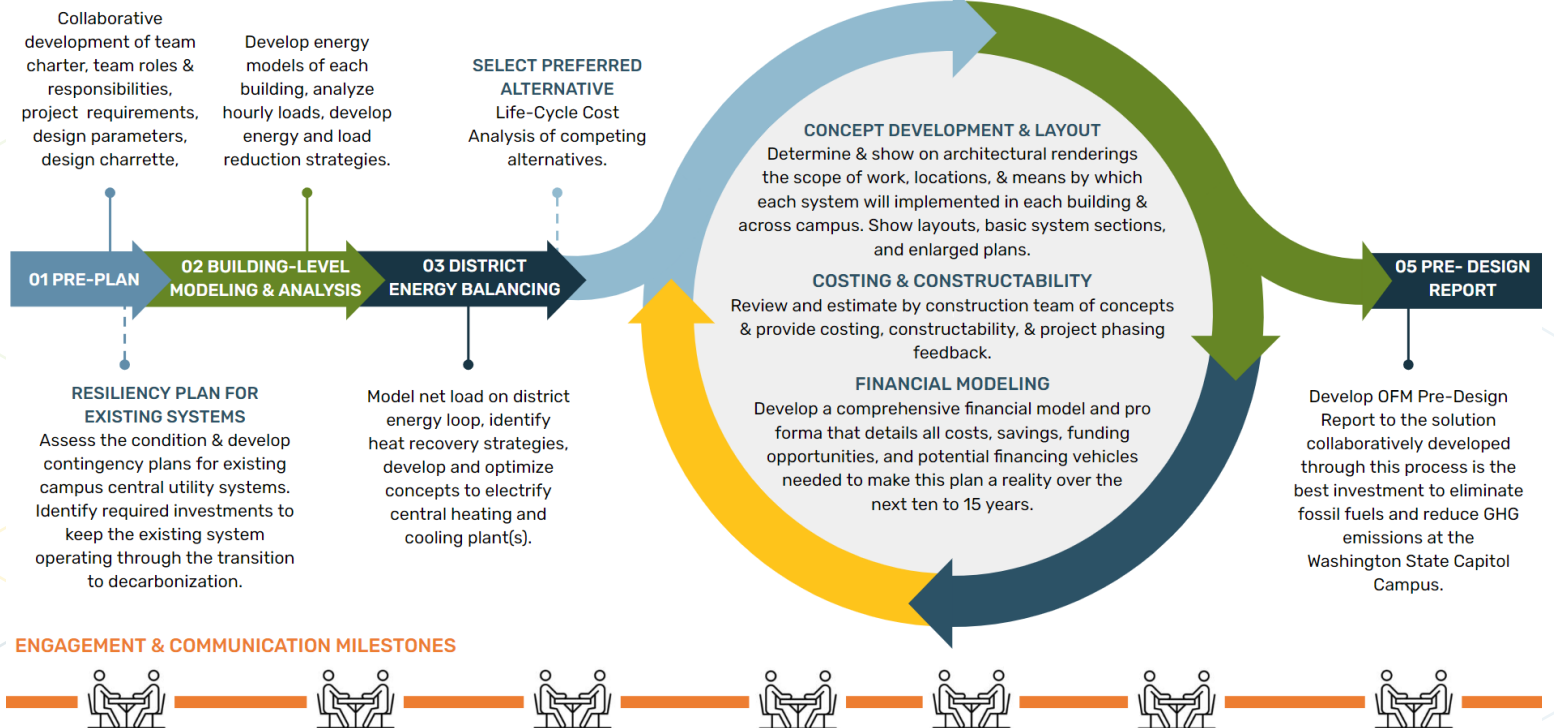 Collaborative
development of team
charter, team roles &
responsibilities,
project requirements,
design parameters,
design charrette,
Develop energy
models of each
building, analyze
hourly loads, develop
energy and load
reduction strategies.
SELECT PREFERRED
ALTERNATIVE
Life-Cycle Cost
Analysis of competing
alternatives.
01 PRE-PLAN
02 BUILDING-LEVEL
MODELING & ANALYSIS
03 DISTRICT
ENERGY BALANCING
RESILIENCY PLAN FOR
EXISTING SYSTEMS
Assess the condition & develop
contingency plans for existing
campus central utility systems.
Identify required investments to
keep the existing system
operating through the transition
to decarbonization.
Model net load on district
energy loop, identify
heat recovery strategies,
develop and optimize
concepts to electrify
central heating and
cooling plant(s).
CONCEPT DEVELOPMENT & LAYOUT
Determine & show on architectural renderings
the scope of work, locations, & means by which
each system will implemented in each building &
across campus. Show layouts, basic system sections,
and enlarged plans.
COSTING & CONSTRUCTABILITY
Review and estimate by construction team of concepts
& provide costing, constructability, & project phasing
feedback.
FINANCIAL MODELING
Develop a comprehensive financial model and pro
forma that details all costs, savings, funding
opportunities, and potential financing vehicles
needed to make this plan a reality over the
next ten to 15 years.
05 PRE- DESIGN
REPORT
Develop OFM Pre-Design
Report to the solution
collaboratively developed
through this process is the
best investment to eliminate
fossil fuels and reduce GHG
emissions at the
Washington State Capitol
Campus.
ENGAGEMENT & COMMUNICATION MILESTONES